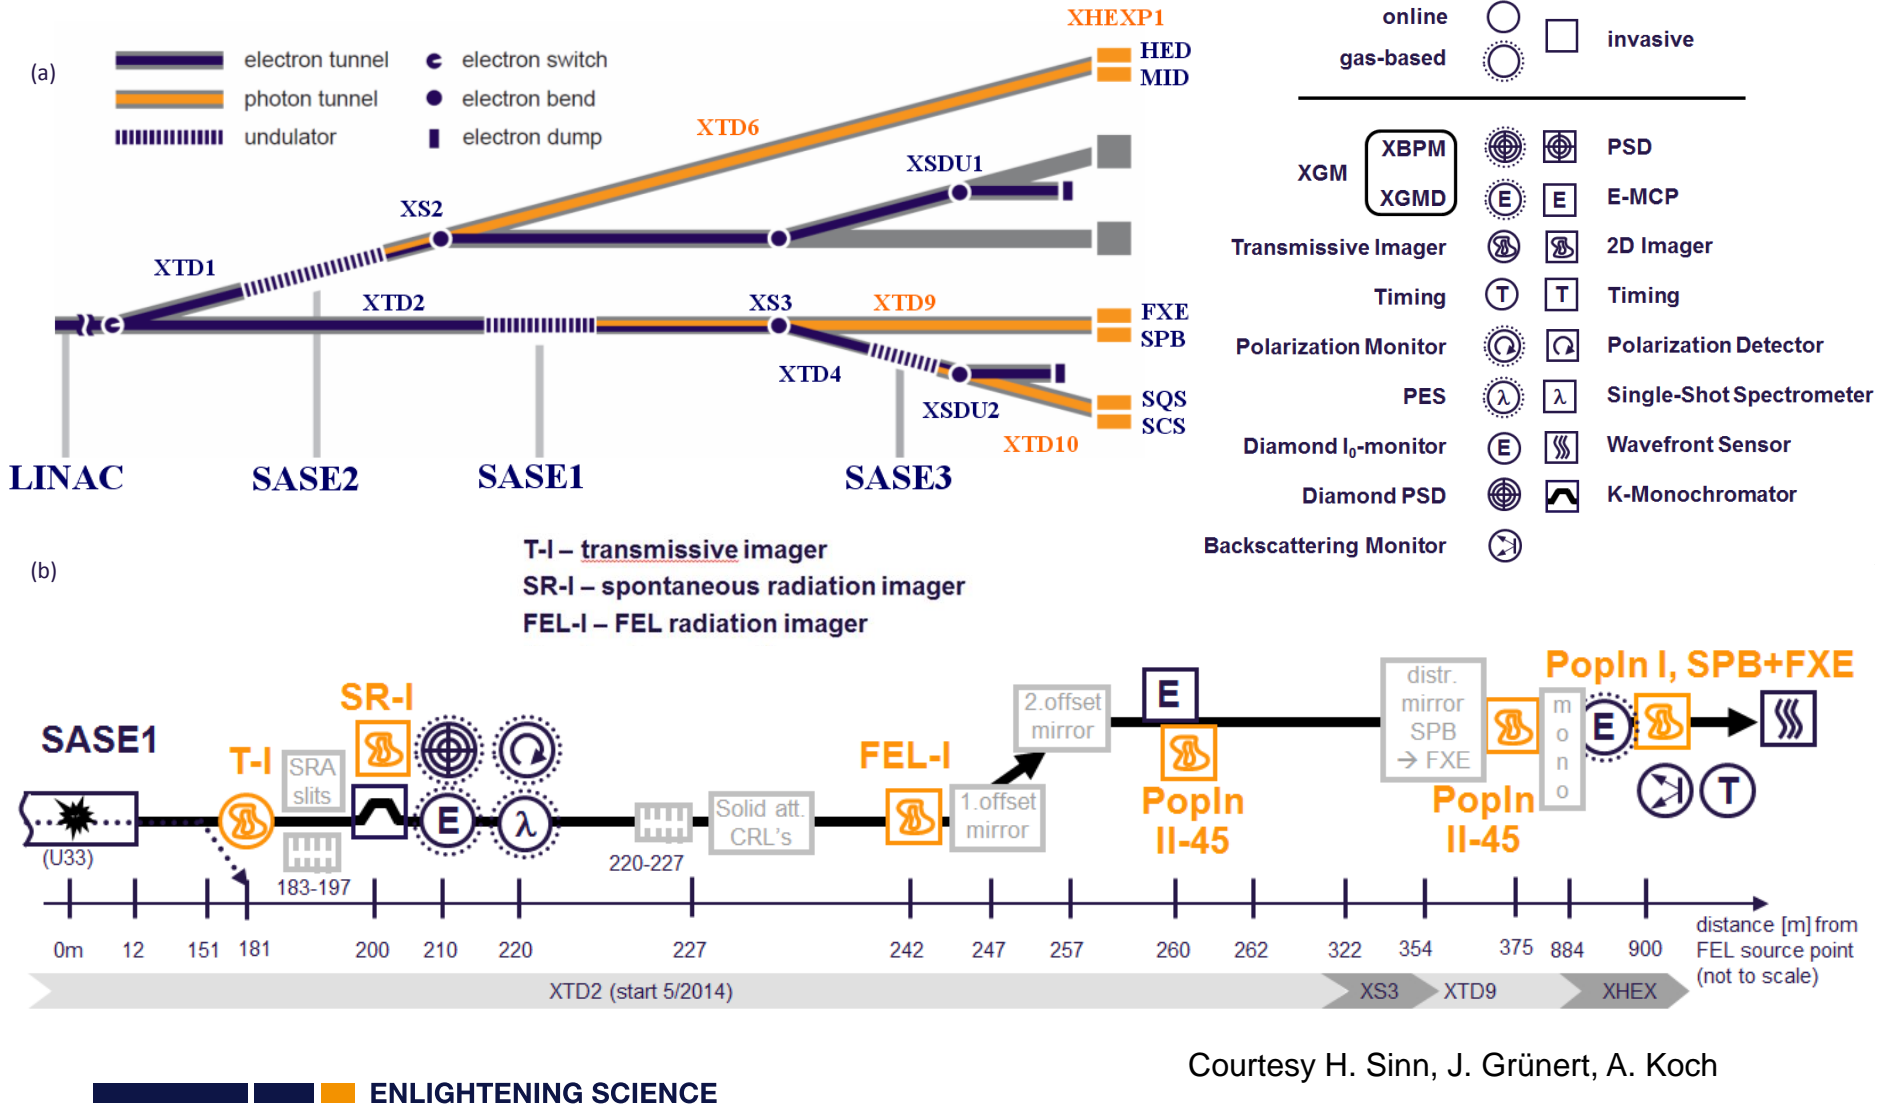 (a)
electron tunnel
electron switch
photon tunnel
electron bend
undulator
electron dump
XHEXP1
HED
MID
XTD6
XSDU1
XS2
XTD1
XTD2
XS3
XTD9
FXE
SPB
XTD4
XSDU2
SQS
SCS
XTD10
LINAC
SASE2
SASE1
SASE3
online
gas-based
invasive
XGM
XBPM
PSD
XGMD
E
E
E-MCP
Transmissive Imager
2D Imager
Timing
T
T
Timing
Polarization Monitor
Polarization Detector
PES
λ
λ
Single-Shot Spectrometer
Diamond I0-monitor
E
Wavefront Sensor
Diamond PSD
K-Monochromator
Backscattering Monitor
(b)
T-I – transmissive imager
SR-I – spontaneous radiation imager
FEL-I – FEL radiation imager
SASE1
(U33)
T-I
SRA
slits
183-197
SR-I
E
λ
220-227
Solid att.
CRL's
FEL-I
1.offset
mirror
2.offset
mirror
E
PopIn
II-45
distr.
mirror
SPB
→ FXE
PopIn
II-45
m
o
n
o
PopIn I, SPB+FXE
E
T
0m
12
151
181
200
210
220
227
242
247
257
260
262
322
354
375
884
900
distance [m] from
FEL source point
(not to scale)
XTD2 (start 5/2014)
XS3
XTD9
XHEX
Courtesy H. Sinn, J. Grünert, A. Koch
ENLIGHTENING SCIENCE